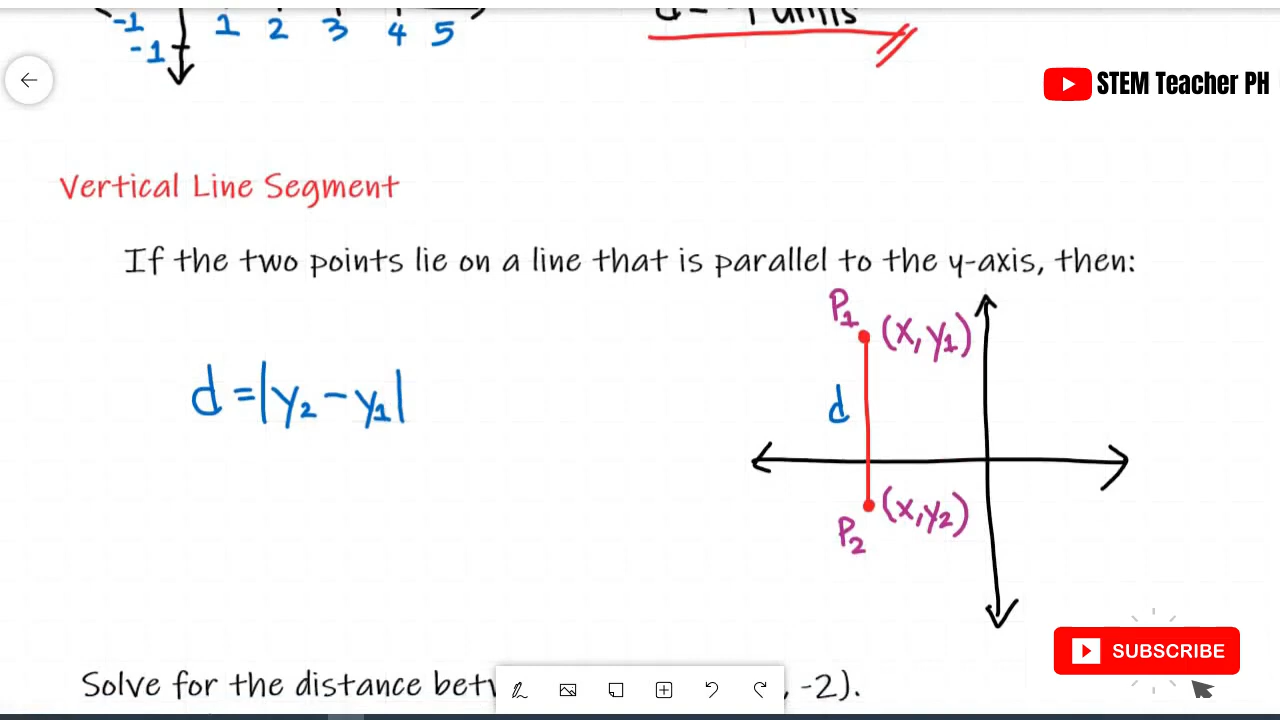 -1 1 2 3 4 5
-1
units
STEM Teacher PH
Vertical Line Segment
If the two points lie on a line that is parallel to the y-axis, then:
P1 (x, y1)
d = |y2 - y1|
d
P2 (x, y2)
SUBSCRIBE
Solve for the distance , -2).